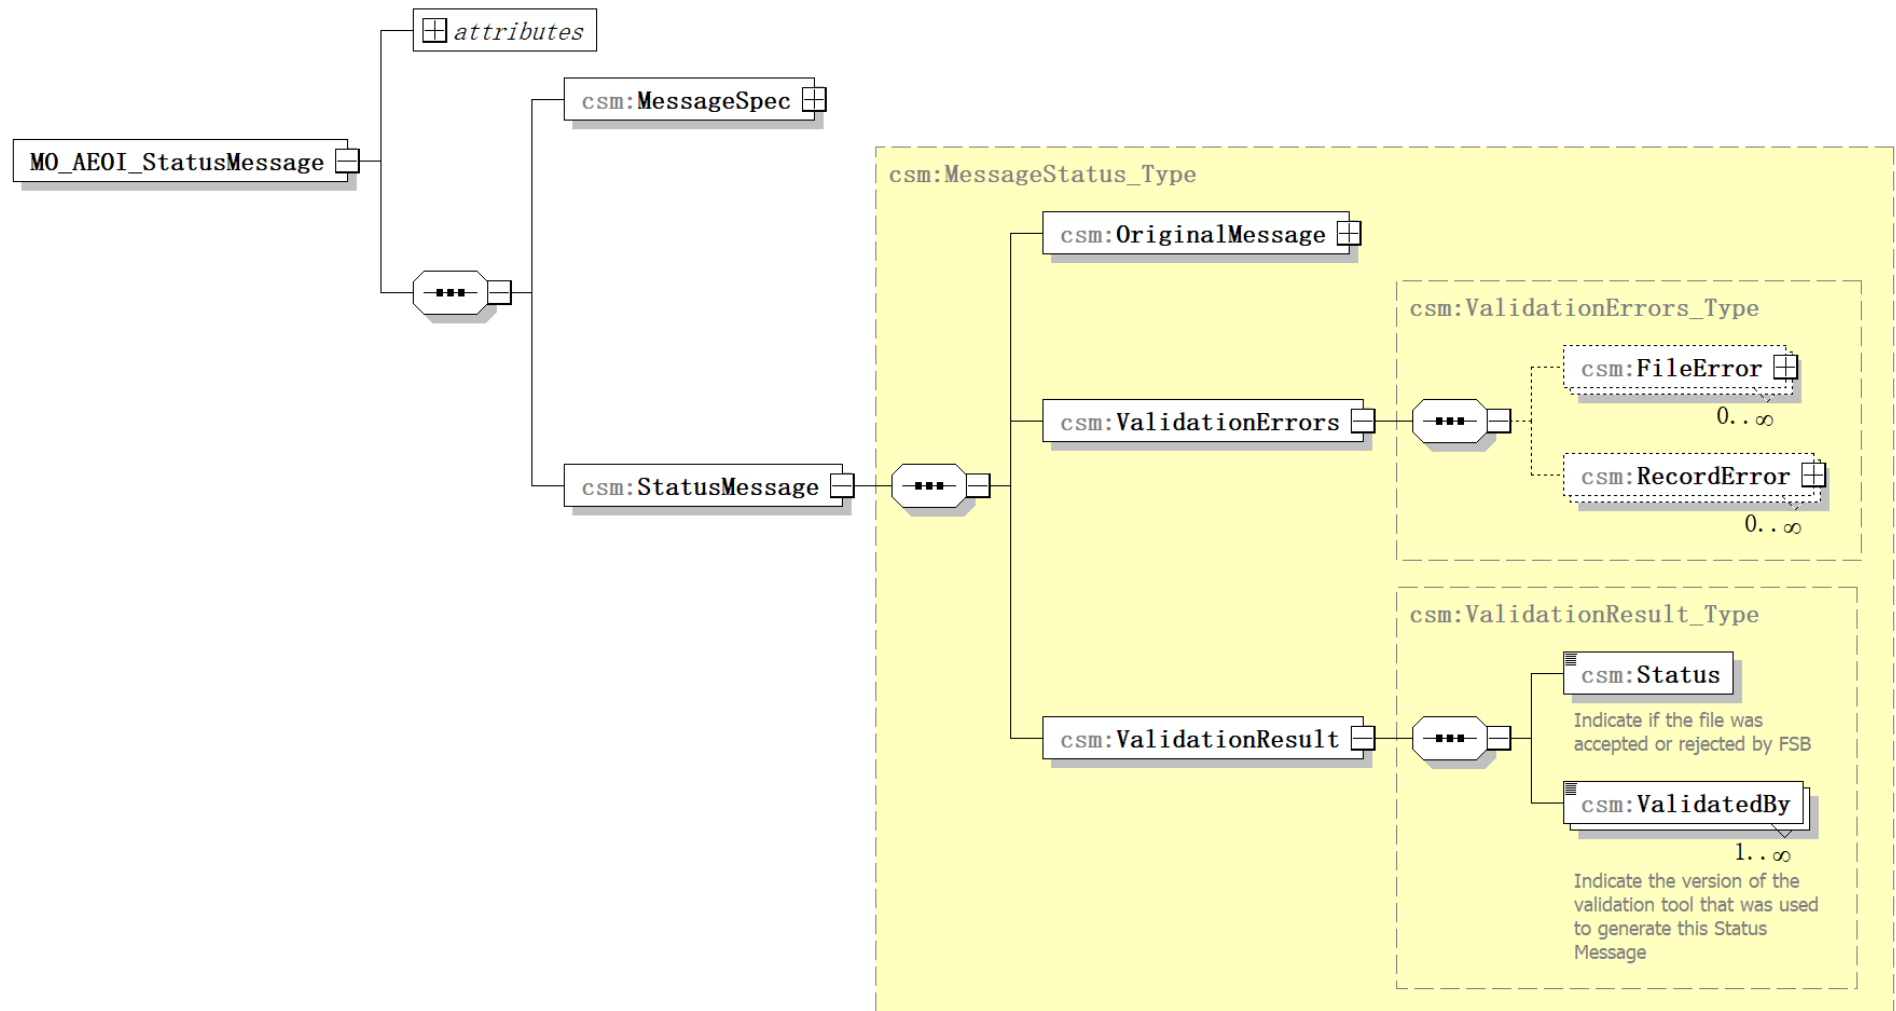 attributes
csm:MessageSpec
MO_AEOI_StatusMessage
csm:MessageStatus_Type
csm:OriginalMessage
csm:ValidationErrors_Type
csm:FileError
0..∞
csm:ValidationErrors
csm:RecordError
0..∞
csm:StatusMessage
csm:ValidationResult_Type
csm:Status
Indicate if the file was
accepted or rejected by FSB
csm:ValidationResult
csm:ValidatedBy
1..∞
Indicate the version of the
validation tool that was used
to generate this Status
Message